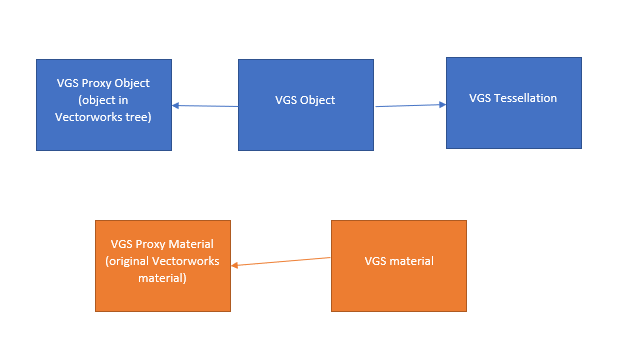 VGS Proxy Object
(object in
Vectorworks tree)
VGS Object
VGS Tessellation
VGS Proxy Material
(original Vectorworks
material)
VGS material